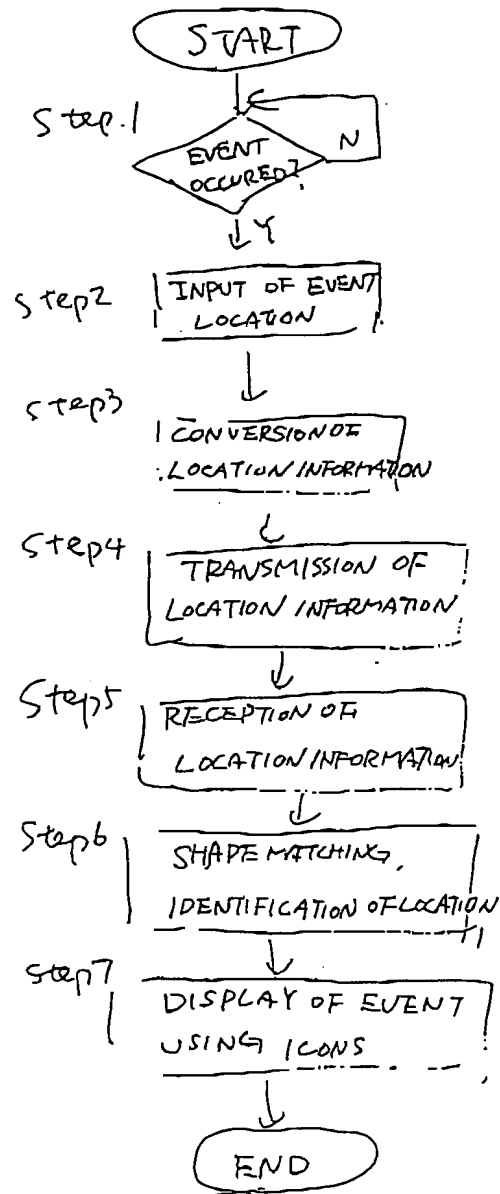 START
Step.1
EVENT
OCCURED?
N
Y
Step2
INPUT OF EVENT
LOCATION
Step3
CONVERSION OF
LOCATION INFORMATION
Step4
TRANSMISSION OF
LOCATION INFORMATION
Step5
RECEPTION OF
LOCATION INFORMATION
Step6
SHAPE MATCHING,
IDENTIFICATION OF LOCATION
Step7
DISPLAY OF EVENT
USING ICONS
END